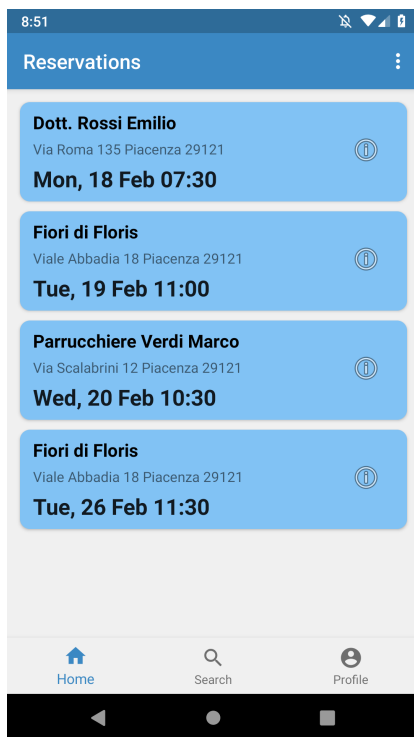 8:51
Reservations
Dott. Rossi Emilio
Via Roma 135 Piacenza 29121
Mon, 18 Feb 07:30
Fiori di Floris
Viale Abbadia 18 Piacenza 29121
Tue, 19 Feb 11:00
Parrucchiere Verdi Marco
Via Scalabrini 12 Piacenza 29121
Wed, 20 Feb 10:30
Fiori di Floris
Viale Abbadia 18 Piacenza 29121
Tue, 26 Feb 11:30
Home Search Profile